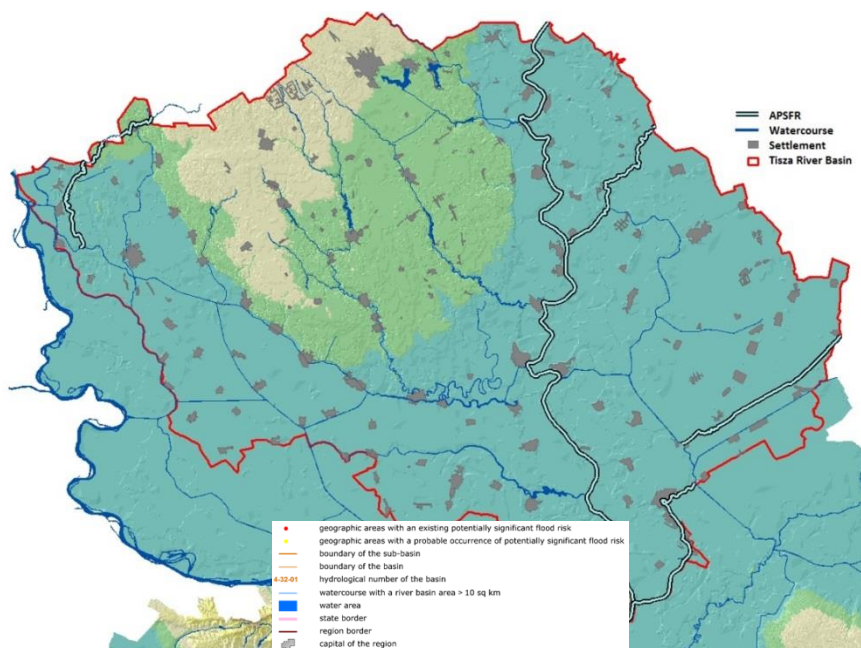 APSFR
Watercourse
Settlement
Tisza River Basin
geographic areas with an existing potentially significant flood risk
geographic areas with a probable occurrence of potentially significant flood risk
boundary of the sub-basin
boundary of the basin
4-32-01 hydrological number of the basin
watercourse with a river basin area > 10 sq km
water area
state border
region border
capital of the region